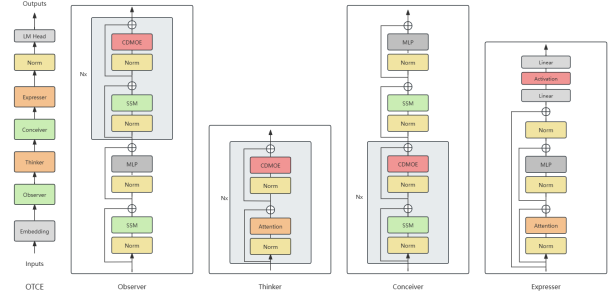 Outputs
LM Head
Norm
Expresser
Conceiver
Thinker
Observer
Embedding
Inputs
OTCE
CDMOE
Norm
Nx
SSM
Norm
MLP
Norm
SSM
Norm
Observer
CDMOE
Norm
Nx
Attention
Norm
Thinker
MLP
Norm
SSM
Norm
CDMOE
Norm
Nx
SSM
Norm
Conceiver
Linear
Activation
Linear
Norm
MLP
Norm
Attention
Norm
Expresser